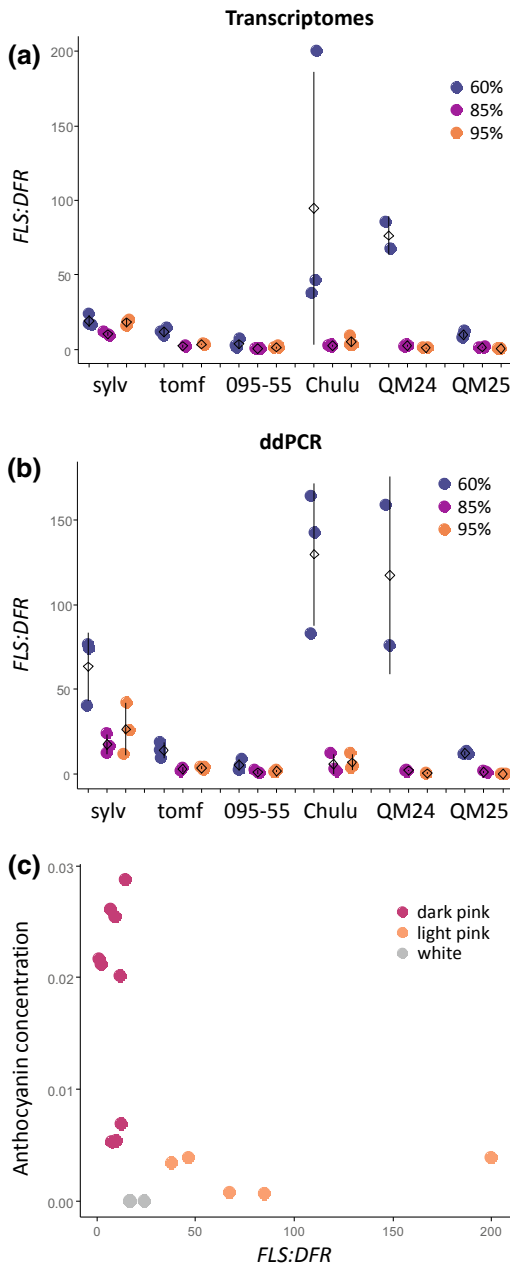 Transcriptomes
(a)
200
150
100
50
0
FLS:DFR
60%
85%
95%
sylv tomf 095-55 Chulu QM24 QM25
ddPCR
(b)
150
100
50
0
FLS:DFR
60%
85%
95%
sylv tomf 095-55 Chulu QM24 QM25
(c)
0.03
0.02
0.01
0.00
Anthocyanin concentration
dark pink
light pink
white
0 50 100 150 200
FLS:DFR